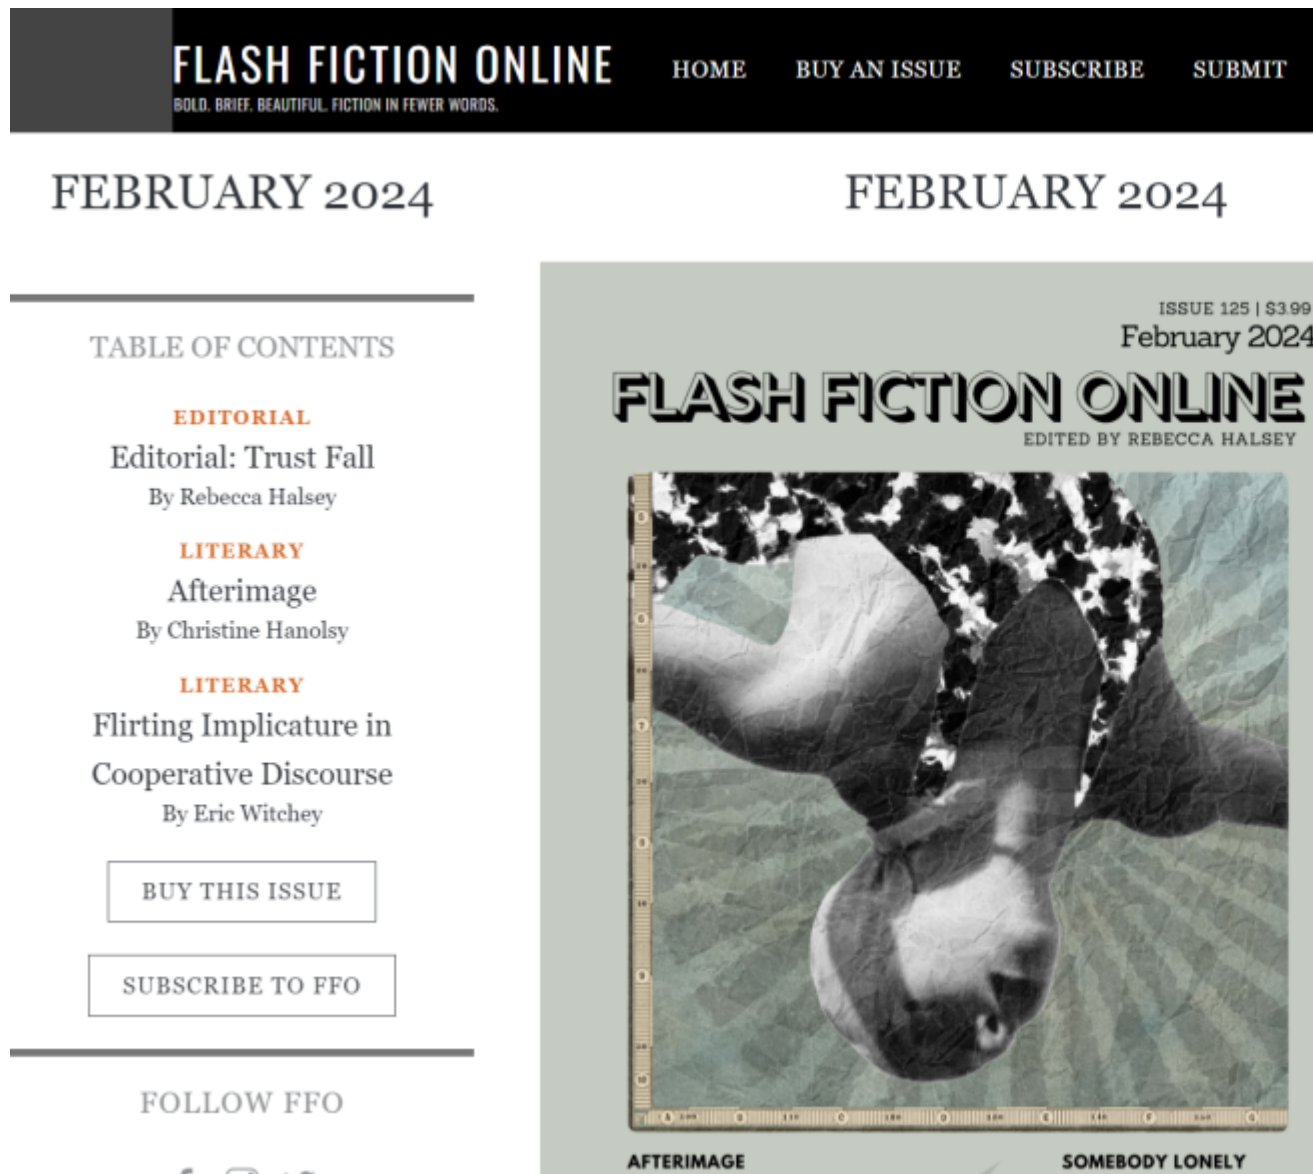 FLASH FICTION ONLINE
BOLD. BRIEF. BEAUTIFUL. FICTION IN FEWER WORDS.
HOME BUY AN ISSUE SUBSCRIBE SUBMIT
FEBRUARY 2024
TABLE OF CONTENTS
EDITORIAL
Editorial: Trust Fall
By Rebecca Halsey
LITERARY
Afterimage
By Christine Hanolsy
LITERARY
Flirting Implicature in
Cooperative Discourse
By Eric Witchey
BUY THIS ISSUE
SUBSCRIBE TO FFO
FOLLOW FFO
FEBRUARY 2024
ISSUE 125 | $3.99
February 2024
FLASH FICTION ONLINE
EDITED BY REBECCA HALSEY
AFTERIMAGE
SOMEBODY LONELY